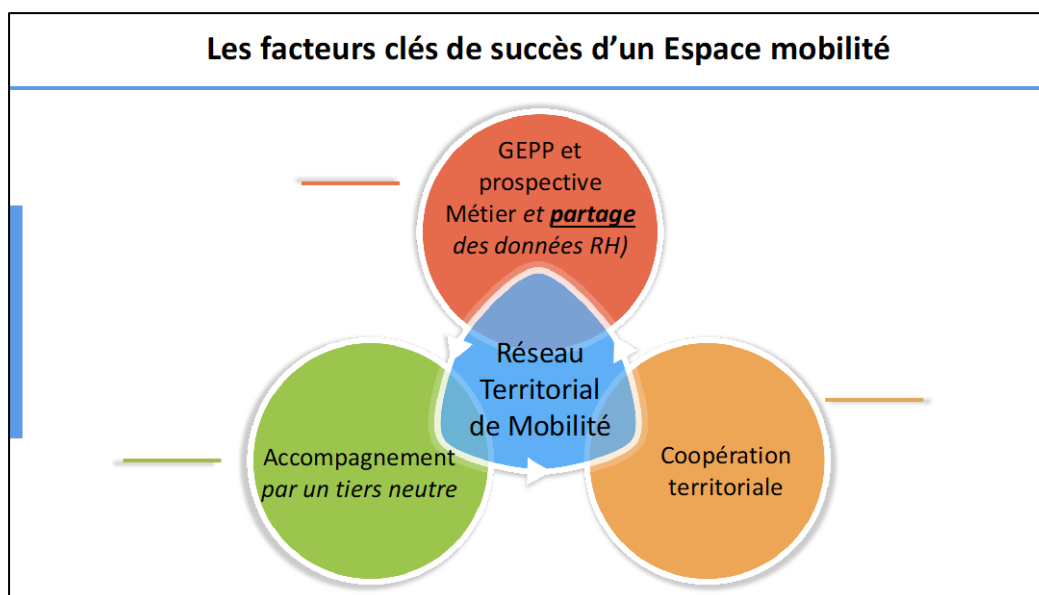 Les facteurs clés de succès d’un Espace mobilité
GEPP et
prospective
Métier et partage
des données RH)
Réseau
Territorial
de Mobilité
Accompagnement
par un tiers neutre
Coopération
territoriale